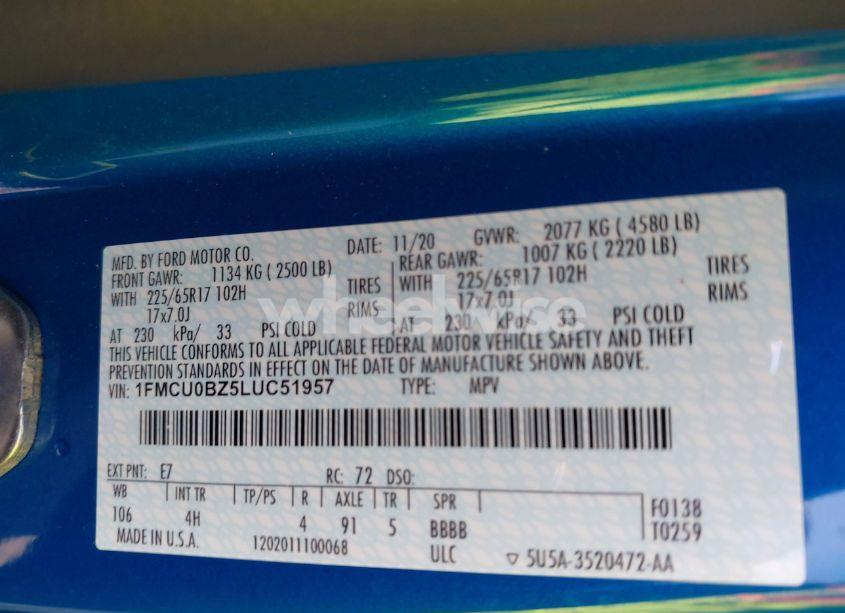 MFD. BY FORD MOTOR CO. DATE: 11/20 GVWR: 2077 KG ( 4580 LB)
FRONT GAWR: 1134 KG ( 2500 LB) REAR GAWR: 1007 KG ( 2220 LB)
WITH 225/65R17 102H TIRES WITH 225/65R17 102H TIRES
17x7.0J RIMS 17x7.0J RIMS
AT 230 kPa/ 33 PSI COLD AT 230 kPa/ 33 PSI COLD
THIS VEHICLE CONFORMS TO ALL APPLICABLE FEDERAL MOTOR VEHICLE SAFETY AND THEFT
PREVENTION STANDARDS IN EFFECT ON THE DATE OF MANUFACTURE SHOWN ABOVE.
VIN: 1FMCU0BZ5LUC51957 TYPE: MPV
EXT PNT: E7 RC: 72 DSO:
WB INT TR TP/PS R AXLE TR SPR F0138
106 4H 4 91 5 BBBB T0259
MADE IN U.S.A. 1202011100068 ULC 5U5A-3520472-AA
wheelwise